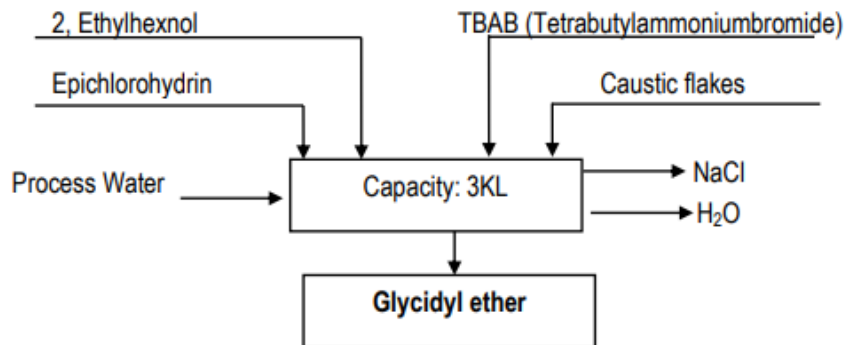 2, Ethylhexnol
TBAB (Tetrabutylammoniumbromide)
Epichlorohydrin
Caustic flakes
Process Water
Capacity: 3KL
NaCl
H₂O
Glycidyl ether